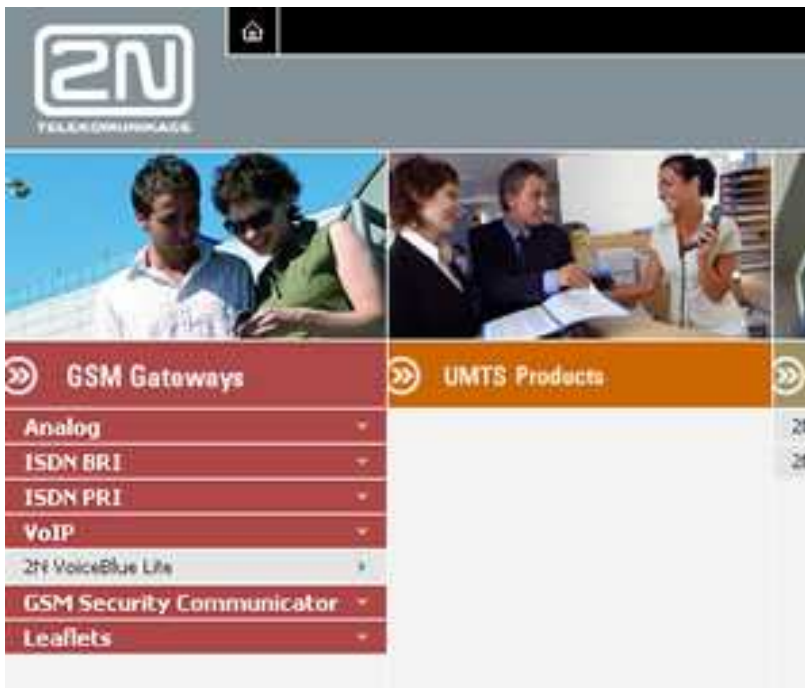 2N
TELEKOMUNIKACE
GSM Gateways
UMTS Products
Analog
ISDN BRI
ISDN PRI
VoIP
2N VoiceBlue Lite
GSM Security Communicator
Leaflets